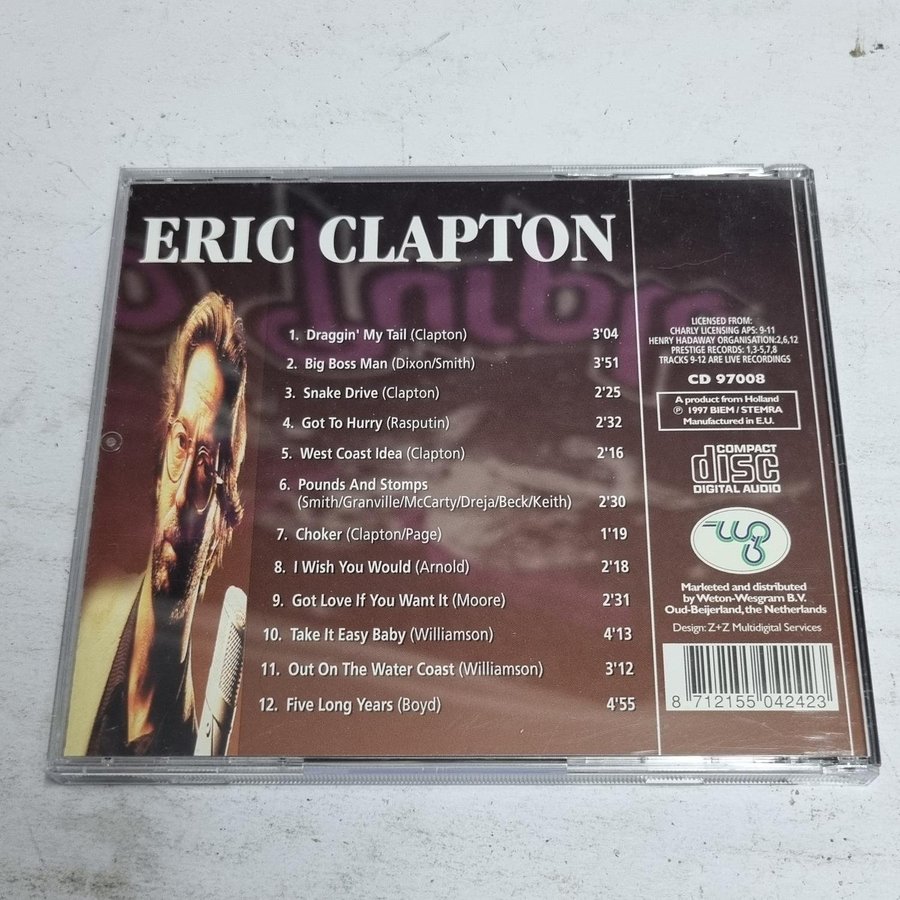 ERIC CLAPTON
1. Draggin' My Tail (Clapton) 3'04
2. Big Boss Man (Dixon/Smith) 3'51
3. Snake Drive (Clapton) 2'25
4. Got To Hurry (Rasputin) 2'32
5. West Coast Idea (Clapton) 2'16
6. Pounds And Stomps
(Smith/Granville/McCarty/Dreja/Beck/Keith) 2'30
7. Choker (Clapton/Page) 1'19
8. I Wish You Would (Arnold) 2'18
9. Got Love If You Want It (Moore) 2'31
10. Take It Easy Baby (Williamson) 4'13
11. Out On The Water Coast (Williamson) 3'12
12. Five Long Years (Boyd) 4'55
LICENSED FROM:
CHARLY LICENSING APS: 9-11
HENRY HADAWAY ORGANISATION:2,6,12
PRESTIGE RECORDS: 1,3-5,7,8
TRACKS 9-12 ARE LIVE RECORDINGS
CD 97008
A product from Holland
℗ 1997 BIEM / STEMRA
Manufactured in E.U.
COMPACT
disc
DIGITAL AUDIO
Marketed and distributed
by Weton-Wesgram B.V.
Oud-Beijerland, the Netherlands
Design: Z+Z Multidigital Services
8 712155 042423